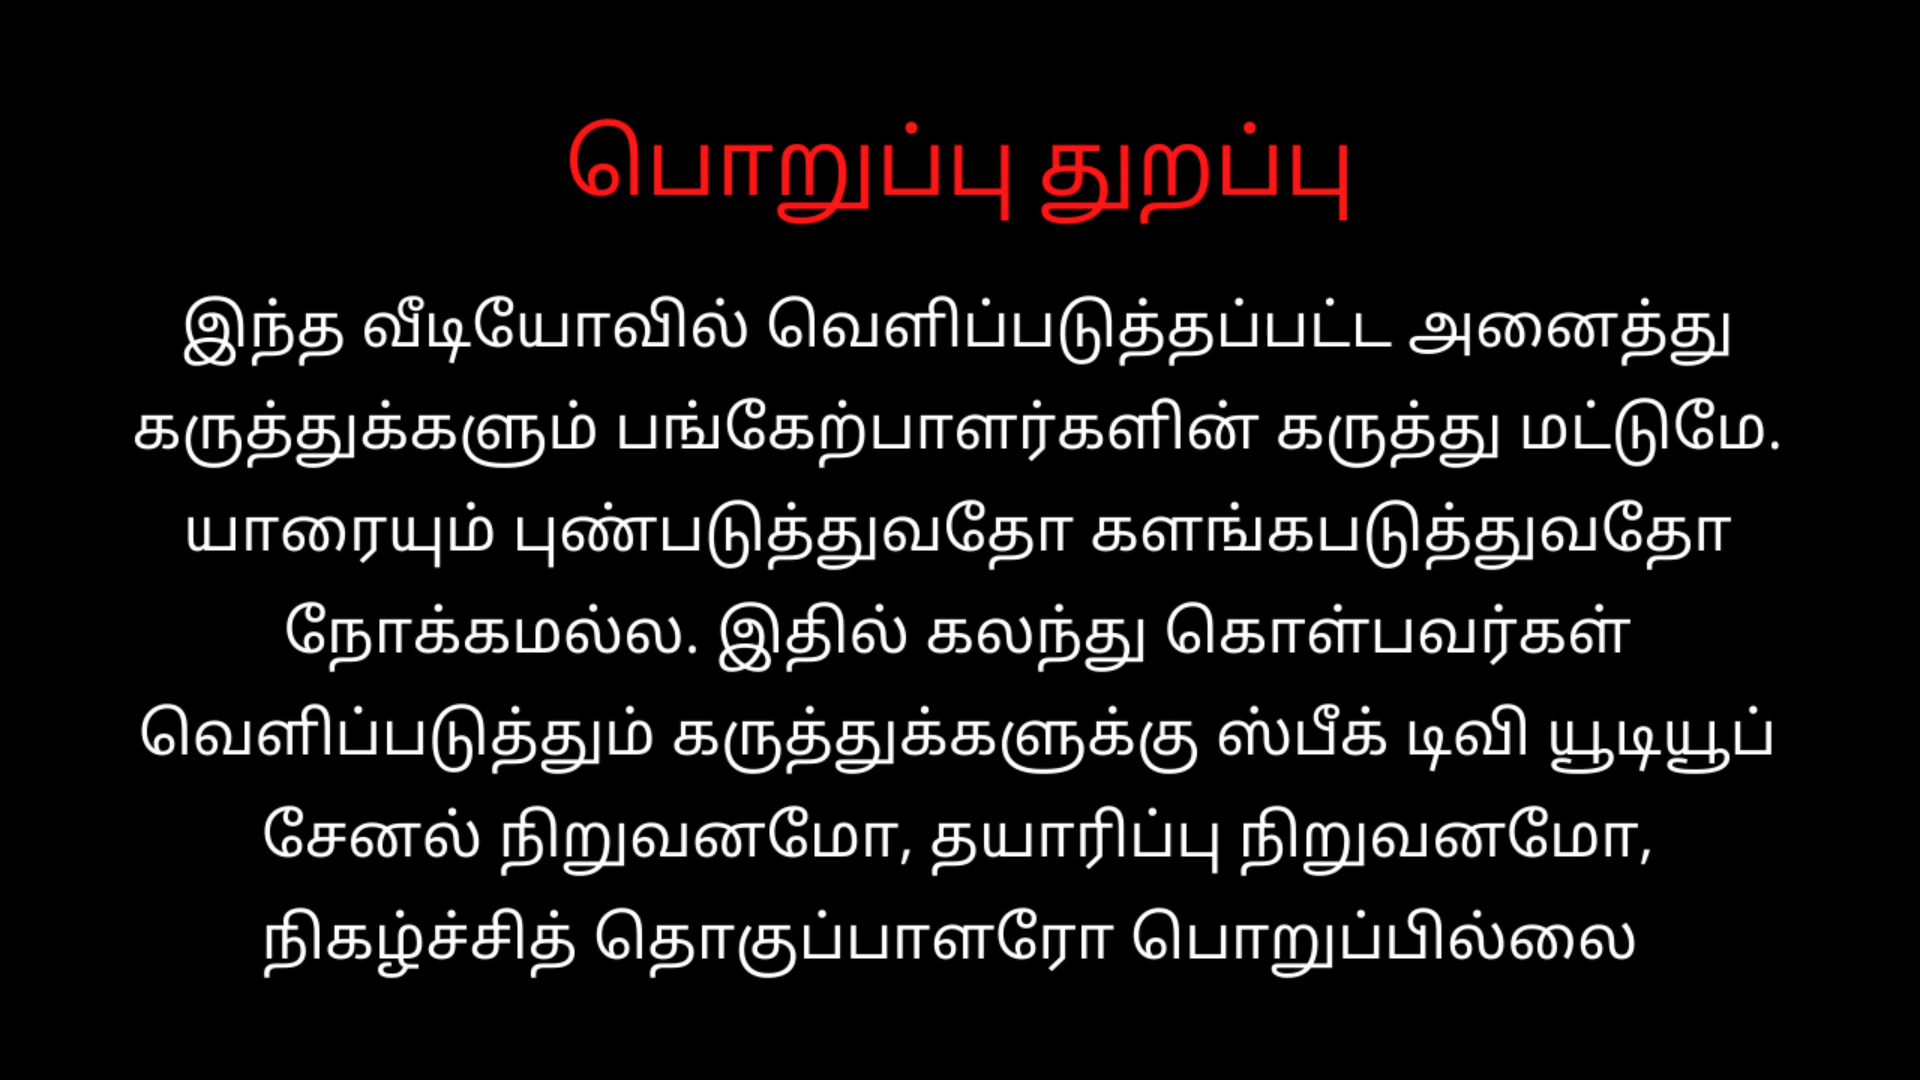 பொறுப்பு துறப்பு
இந்த வீடியோவில் வெளிப்படுத்தப்பட்ட அனைத்து
கருத்துக்களும் பங்கேற்பாளர்களின் கருத்து மட்டுமே.
யாரையும் புண்படுத்துவதோ களங்கபடுத்துவதோ
நோக்கமல்ல. இதில் கலந்து கொள்பவர்கள்
வெளிப்படுத்தும் கருத்துக்களுக்கு ஸ்பீக் டிவி யூடியூப்
சேனல் நிறுவனமோ, தயாரிப்பு நிறுவனமோ,
நிகழ்ச்சித் தொகுப்பாளரோ பொறுப்பில்லை